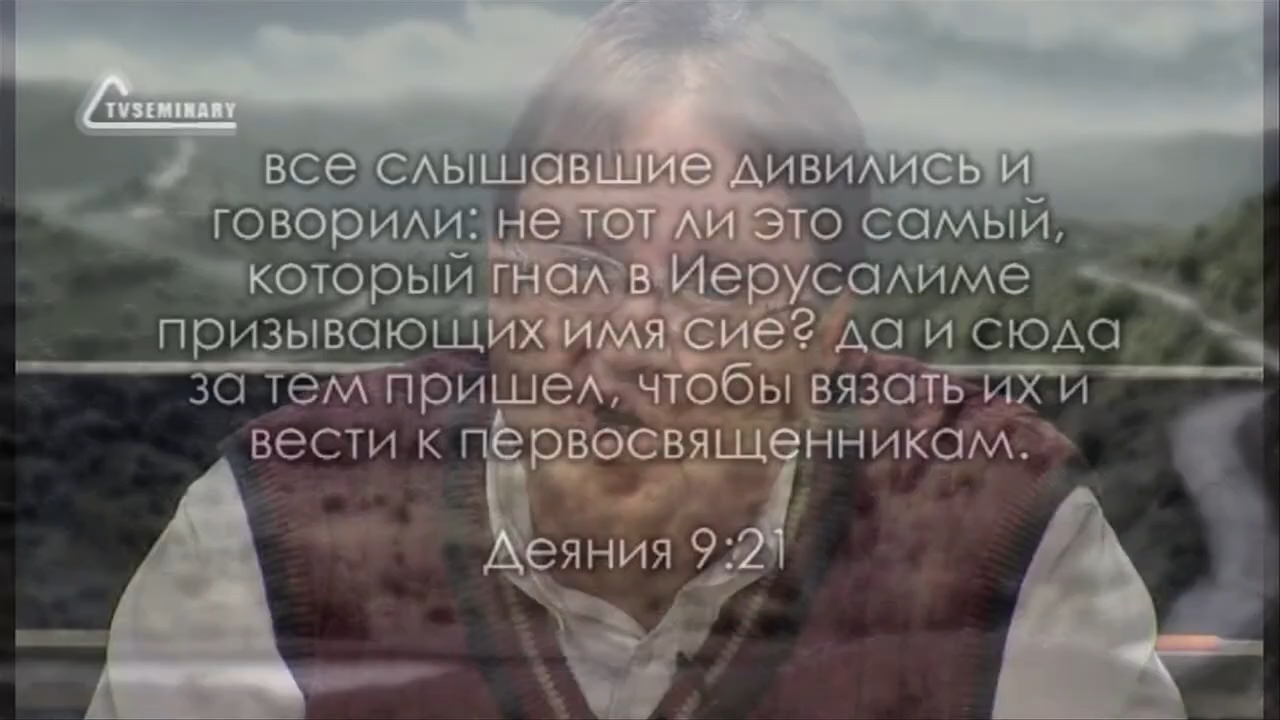 TVSEMINARY
все слышавшие дивились и
говорили: не тот ли это самый,
который гнал в Иерусалиме
призывающих имя сие? да и сюда
за тем пришел, чтобы вязать их и
вести к первосвященникам.
Деяния 9:21